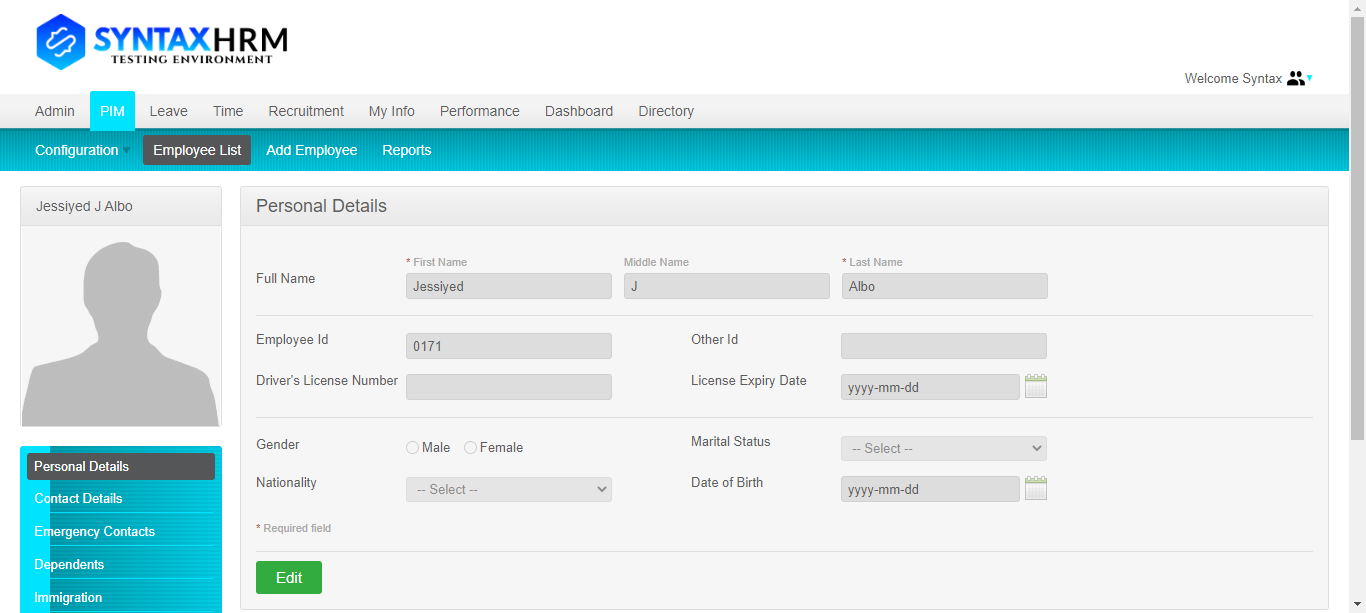 SYNTAXHRM
TESTING ENVIRONMENT
Welcome Syntax
Admin PIM Leave Time Recruitment My Info Performance Dashboard Directory
Configuration Employee List Add Employee Reports
Jessiyed J Albo
Personal Details
Contact Details
Emergency Contacts
Dependents
Immigration
Personal Details
* First Name Middle Name * Last Name
Full Name Jessiyed J Albo
Employee Id 0171 Other Id
Driver's License Number License Expiry Date yyyy-mm-dd
Gender Male Female Marital Status -- Select --
Nationality -- Select -- Date of Birth yyyy-mm-dd
* Required field
Edit